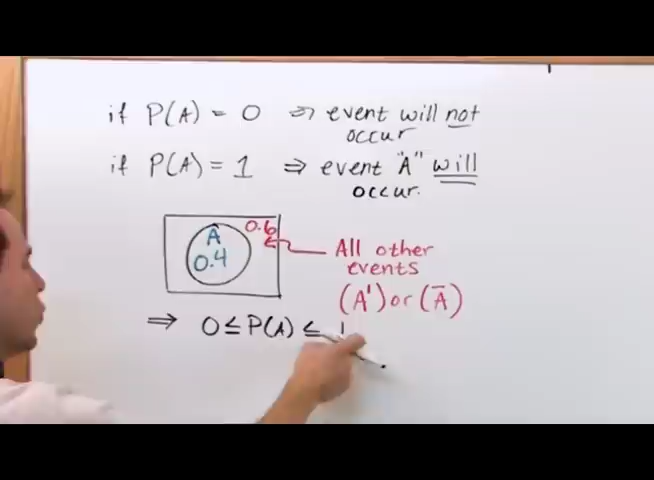 if P(A) = 0 ⇒ event will not
occur
if P(A) = 1 ⇒ event "A" will
occur.
A 0.6
0.4
All other
events
(A') or (Ā)
⇒ 0 ≤ P(A) ≤ 1